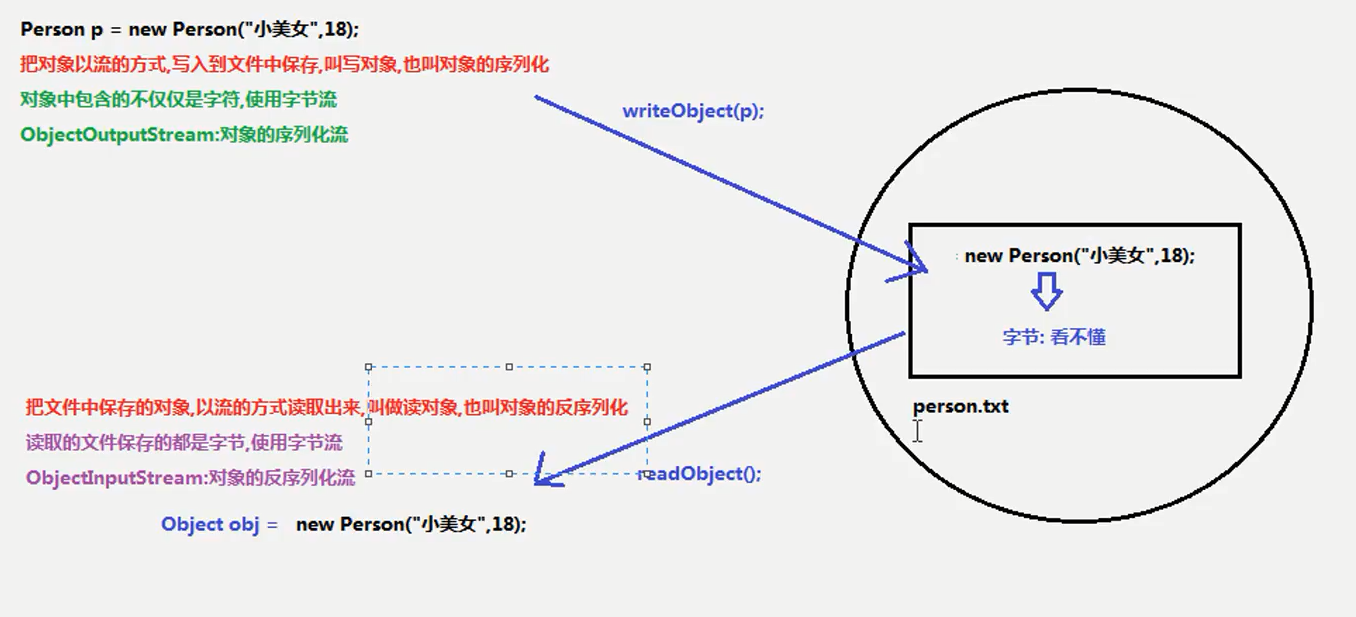 Person p = new Person("小美女",18);
把对象以流的方式,写入到文件中保存,叫写对象,也叫对象的序列化
对象中包含的不仅仅是字符,使用字节流
ObjectOutputStream:对象的序列化流
writeObject(p);
new Person("小美女",18);
字节: 看不懂
person.txt
把文件中保存的对象,以流的方式读取出来,叫做读对象,也叫对象的反序列化
读取的文件保存的都是字节,使用字节流
ObjectInputStream:对象的反序列化流
readObject();
Object obj = new Person("小美女",18);